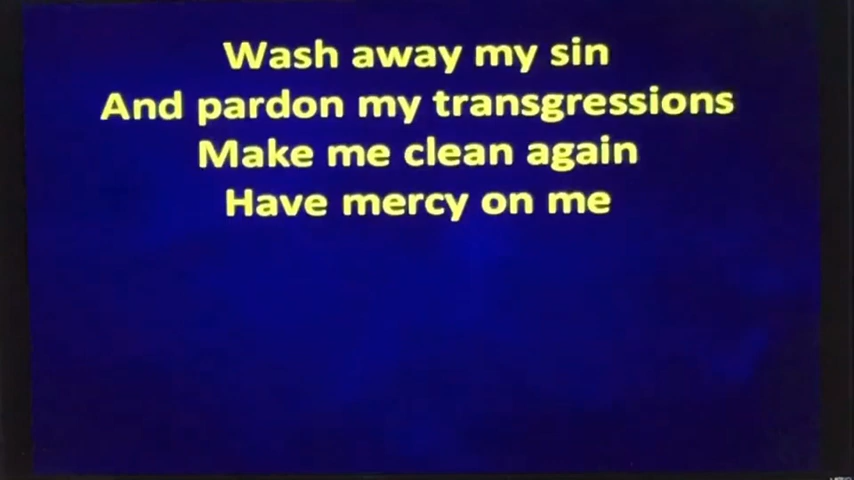 Wash away my sin
And pardon my transgressions
Make me clean again
Have mercy on me